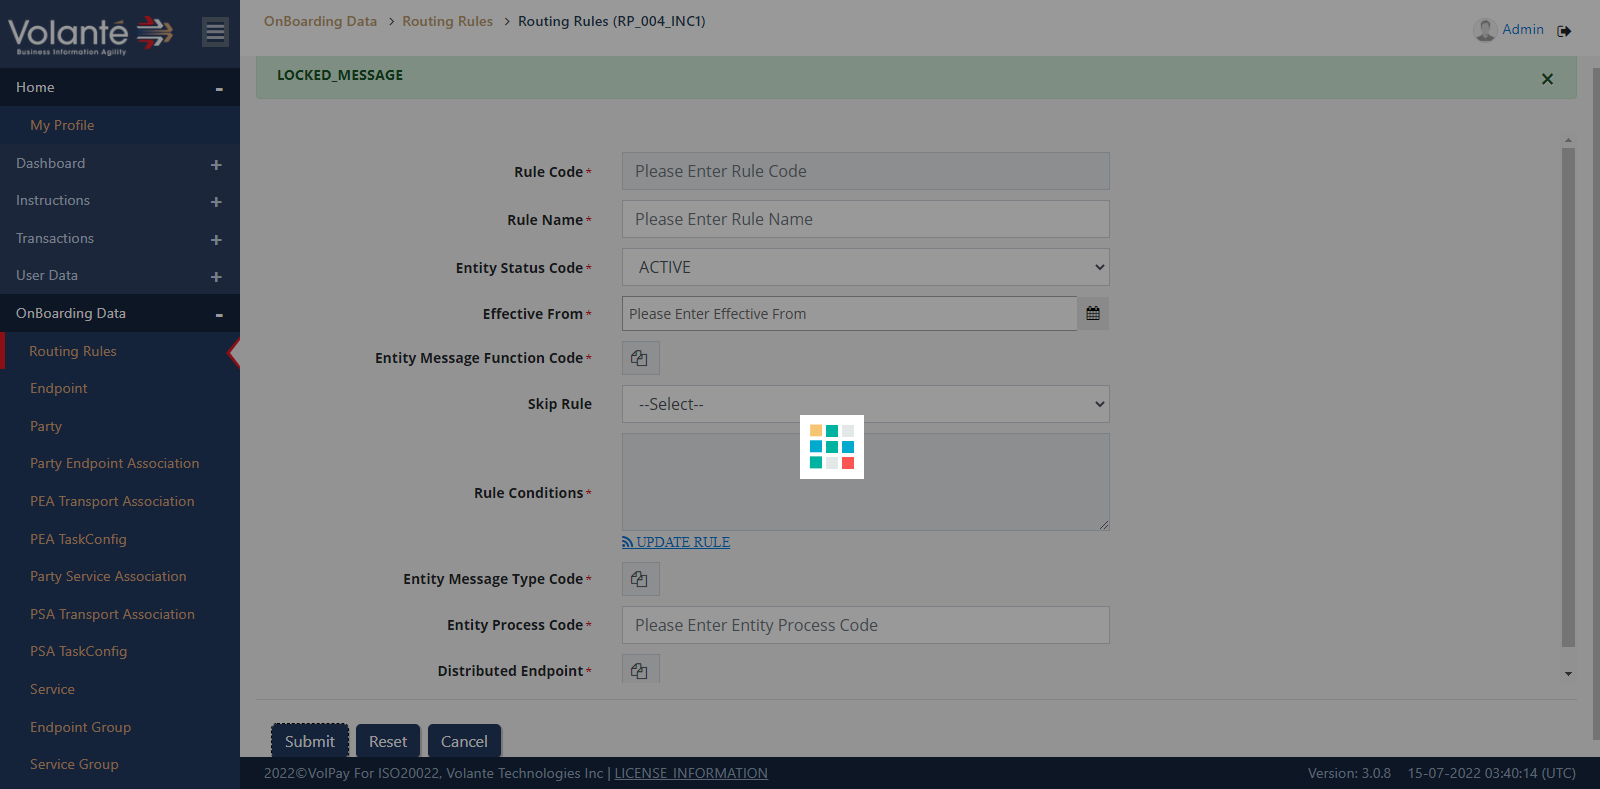 Volanté
Business Information Agility
OnBoarding Data > Routing Rules > Routing Rules (RP_004_INC1)
Admin
LOCKED_MESSAGE
Home
My Profile
Dashboard
Instructions
Transactions
User Data
OnBoarding Data
Routing Rules
Endpoint
Party
Party Endpoint Association
PEA Transport Association
PEA TaskConfig
Party Service Association
PSA Transport Association
PSA TaskConfig
Service
Endpoint Group
Service Group
Rule Code* Please Enter Rule Code
Rule Name* Please Enter Rule Name
Entity Status Code* ACTIVE
Effective From* Please Enter Effective From
Entity Message Function Code*
Skip Rule --Select--
Rule Conditions*
UPDATE RULE
Entity Message Type Code*
Entity Process Code* Please Enter Entity Process Code
Distributed Endpoint*
Submit Reset Cancel
2022©VolPay For ISO20022, Volante Technologies Inc | LICENSE INFORMATION
Version: 3.0.8 15-07-2022 03:40:14 (UTC)